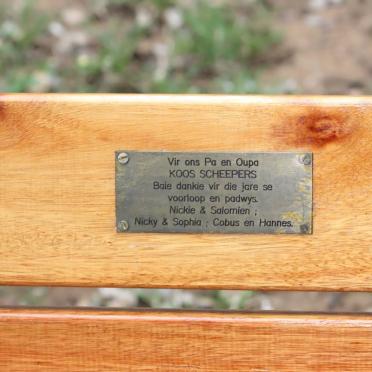 Vir ons Pa en Oupa
KOOS SCHEEPERS
Baie dankie vir die jare se
voorloop en padwys.
Nickie & Salomien ;
Nicky & Sophia ; Cobus en Hannes.